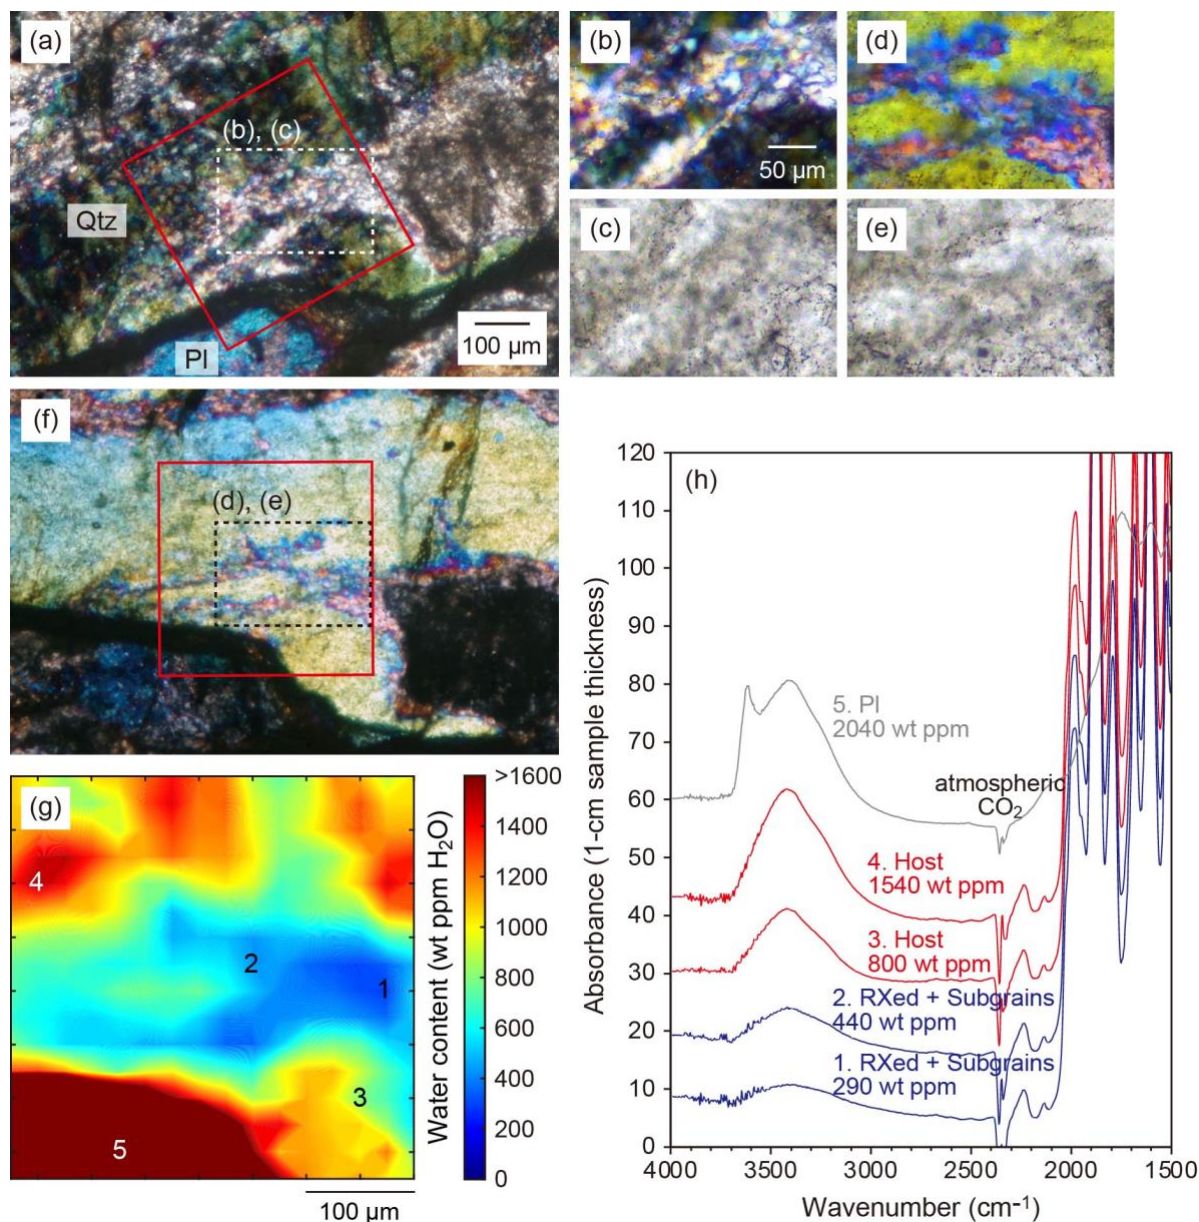 (a)
(b), (c)
Qtz
Pl
100 µm
(b)
50 µm
(d)
(c)
(e)
(f)
(d), (e)
(g)
4
2
1
3
5
100 µm
>1600
1400
1200
1000
800
600
400
200
0
Water content (wt ppm H₂O)
(h)
120
110
100
90
80
70
60
50
40
30
20
10
0
Absorbance (1-cm sample thickness)
5. Pl
2040 wt ppm
atmospheric
CO₂
4. Host
1540 wt ppm
3. Host
800 wt ppm
2. RXed + Subgrains
440 wt ppm
1. RXed + Subgrains
290 wt ppm
4000 3500 3000 2500 2000 1500
Wavenumber (cm⁻¹)